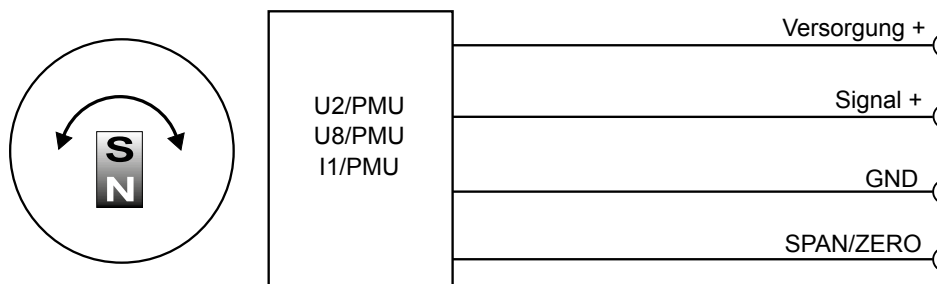 S
N
U2/PMU
U8/PMU
I1/PMU
Versorgung +
Signal +
GND
SPAN/ZERO